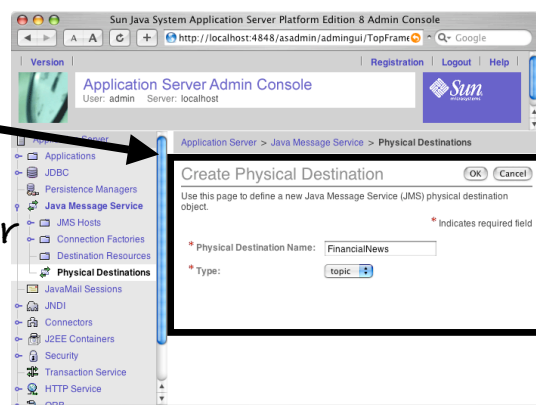 Sun Java System Application Server Platform Edition 8 Admin Console
A A
http://localhost:4848/asadmin/admingui/TopFrame
Google
Version
Registration Logout Help
Application Server Admin Console
User: admin Server: localhost
Sun
microsystems
Application Server
Application Server > Java Message Service > Physical Destinations
Applications
JDBC
Persistence Managers
Java Message Service
JMS Hosts
Connection Factories
Destination Resources
Physical Destinations
JavaMail Sessions
JNDI
Connectors
J2EE Containers
Security
Transaction Service
HTTP Service
ORB
Create Physical Destination
OK Cancel
Use this page to define a new Java Message Service (JMS) physical destination
object.
* Indicates required field
* Physical Destination Name: FinancialNews
* Type: topic
r